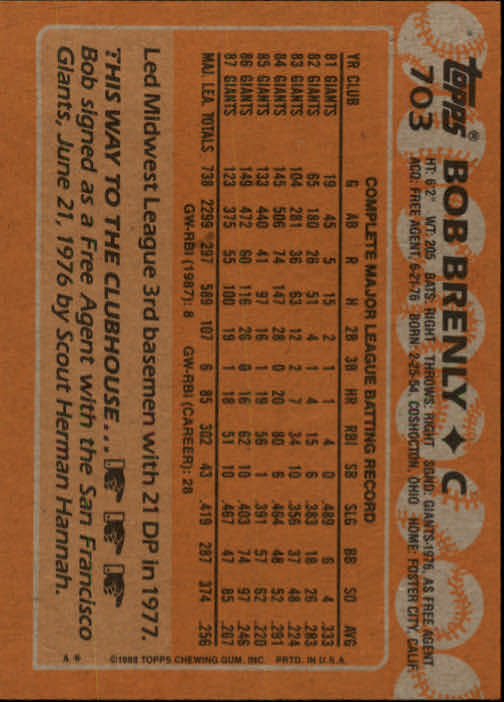 topps® BOB BRENLY ✦ C
703
HT: 6'2" WT: 205 BATS: RIGHT THROWS: RIGHT SIGND: GIANTS-1976, AS FREE AGENT
ACQ: FREE AGENT, 6-21-76 BORN: 2-25-54, COSHOCTON, OHIO HOME: FOSTER CITY, CALIF.
COMPLETE MAJOR LEAGUE BATTING RECORD
YR CLUB G AB R H 2B 3B HR RBI SB SLG BB SO AVG
81 GIANTS 19 45 5 15 2 1 1 4 0 .489 6 4 .333
82 GIANTS 65 180 26 51 4 1 4 15 6 .383 18 26 .283
83 GIANTS 104 281 36 63 12 2 7 34 10 .356 37 48 .224
84 GIANTS 145 506 74 147 28 0 20 80 6 .464 48 52 .291
85 GIANTS 133 440 41 97 16 1 19 56 1 .391 57 62 .220
86 GIANTS 149 472 60 116 26 0 16 62 10 .403 74 97 .246
87 GIANTS 123 375 55 100 19 1 18 51 10 .467 47 85 .267
MAJ. LEA. TOTALS 738 2299 297 589 107 6 85 302 43 .419 287 374 .256
GW-RBI (1987): 8 GW-RBI (CAREER): 28
Led Midwest League 3rd basemen with 21 DP in 1977.
THIS WAY TO THE CLUBHOUSE...
Bob signed as a Free Agent with the San Francisco
Giants, June 21, 1976 by Scout Herman Hannah.
©1988 TOPPS CHEWING GUM, INC. PRTD. IN U.S.A. A*